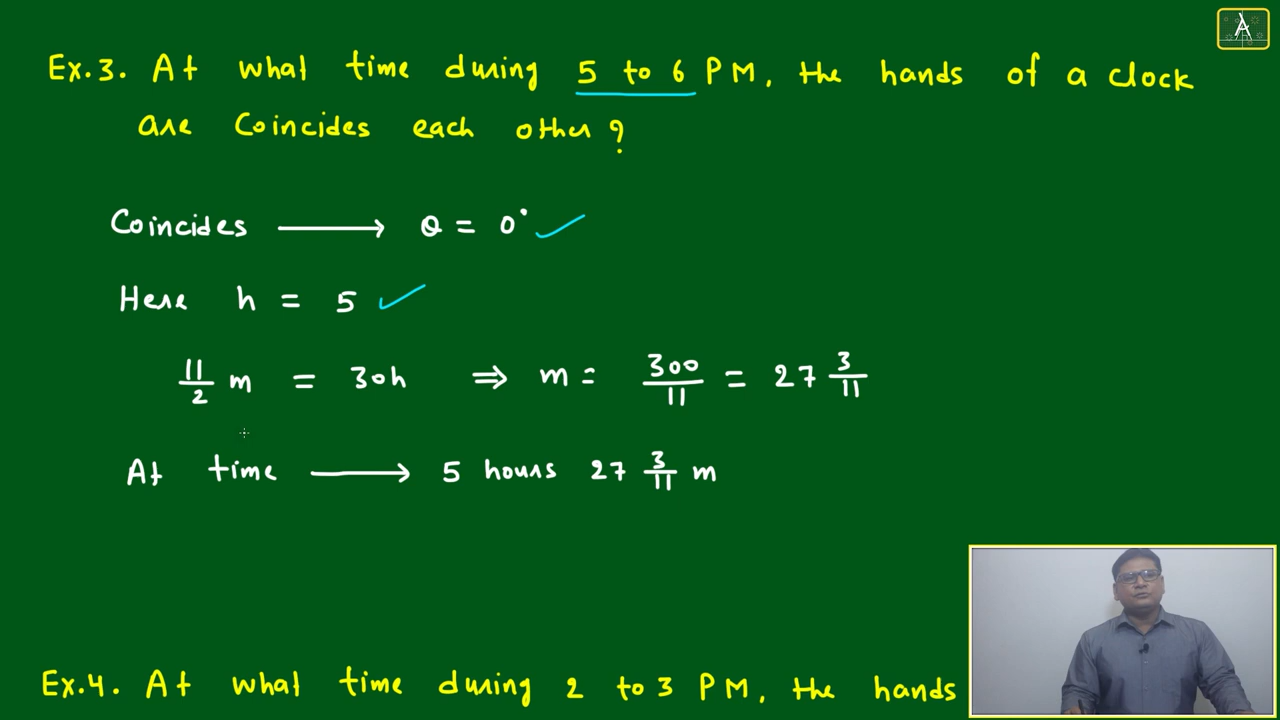 A
Ex.3. At what time during 5 to 6 PM, the hands of a clock
are Coincides each other?
Coincides ⟶ θ = 0° ✓
Here h = 5 ✓
11/2 m = 30h ⇒ m = 300/11 = 27 3/11
At time ⟶ 5 hours 27 3/11 m
Ex.4. At what time during 2 to 3 PM, the hands